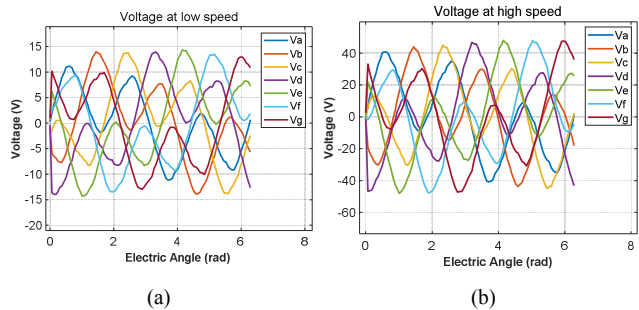 Voltage at low speed
Voltage (V)
15
10
5
0
-5
-10
-15
-20
0
2
4
6
8
Electric Angle (rad)
Va
Vb
Vc
Vd
Ve
Vf
Vg
(a)
Voltage at high speed
Voltage (V)
40
20
0
-20
-40
-60
0
2
4
6
8
Electric Angle (rad)
Va
Vb
Vc
Vd
Ve
Vf
Vg
(b)